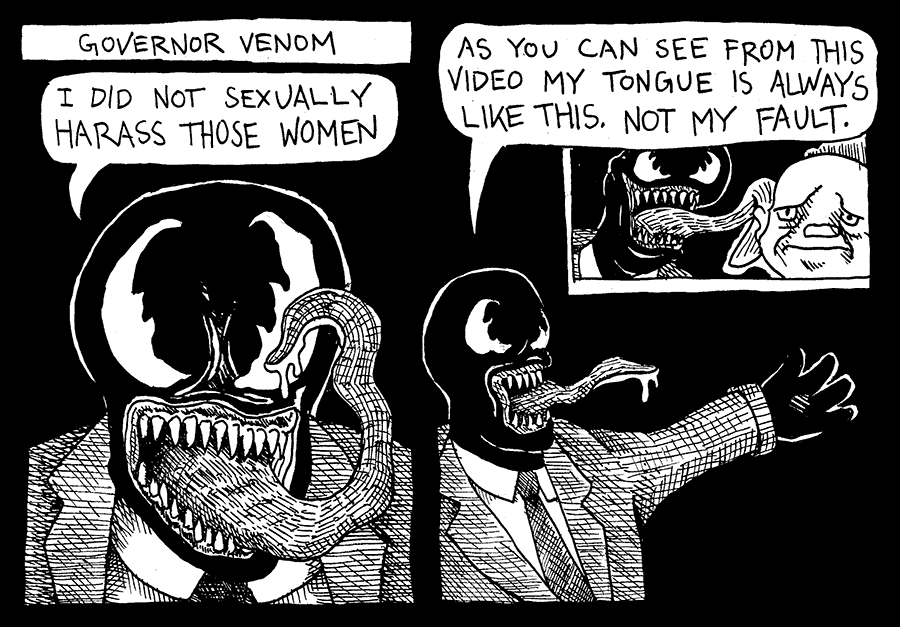 GOVERNOR VENOM
I DID NOT SEXUALLY
HARASS THOSE WOMEN
AS YOU CAN SEE FROM THIS
VIDEO MY TONGUE IS ALWAYS
LIKE THIS. NOT MY FAULT.